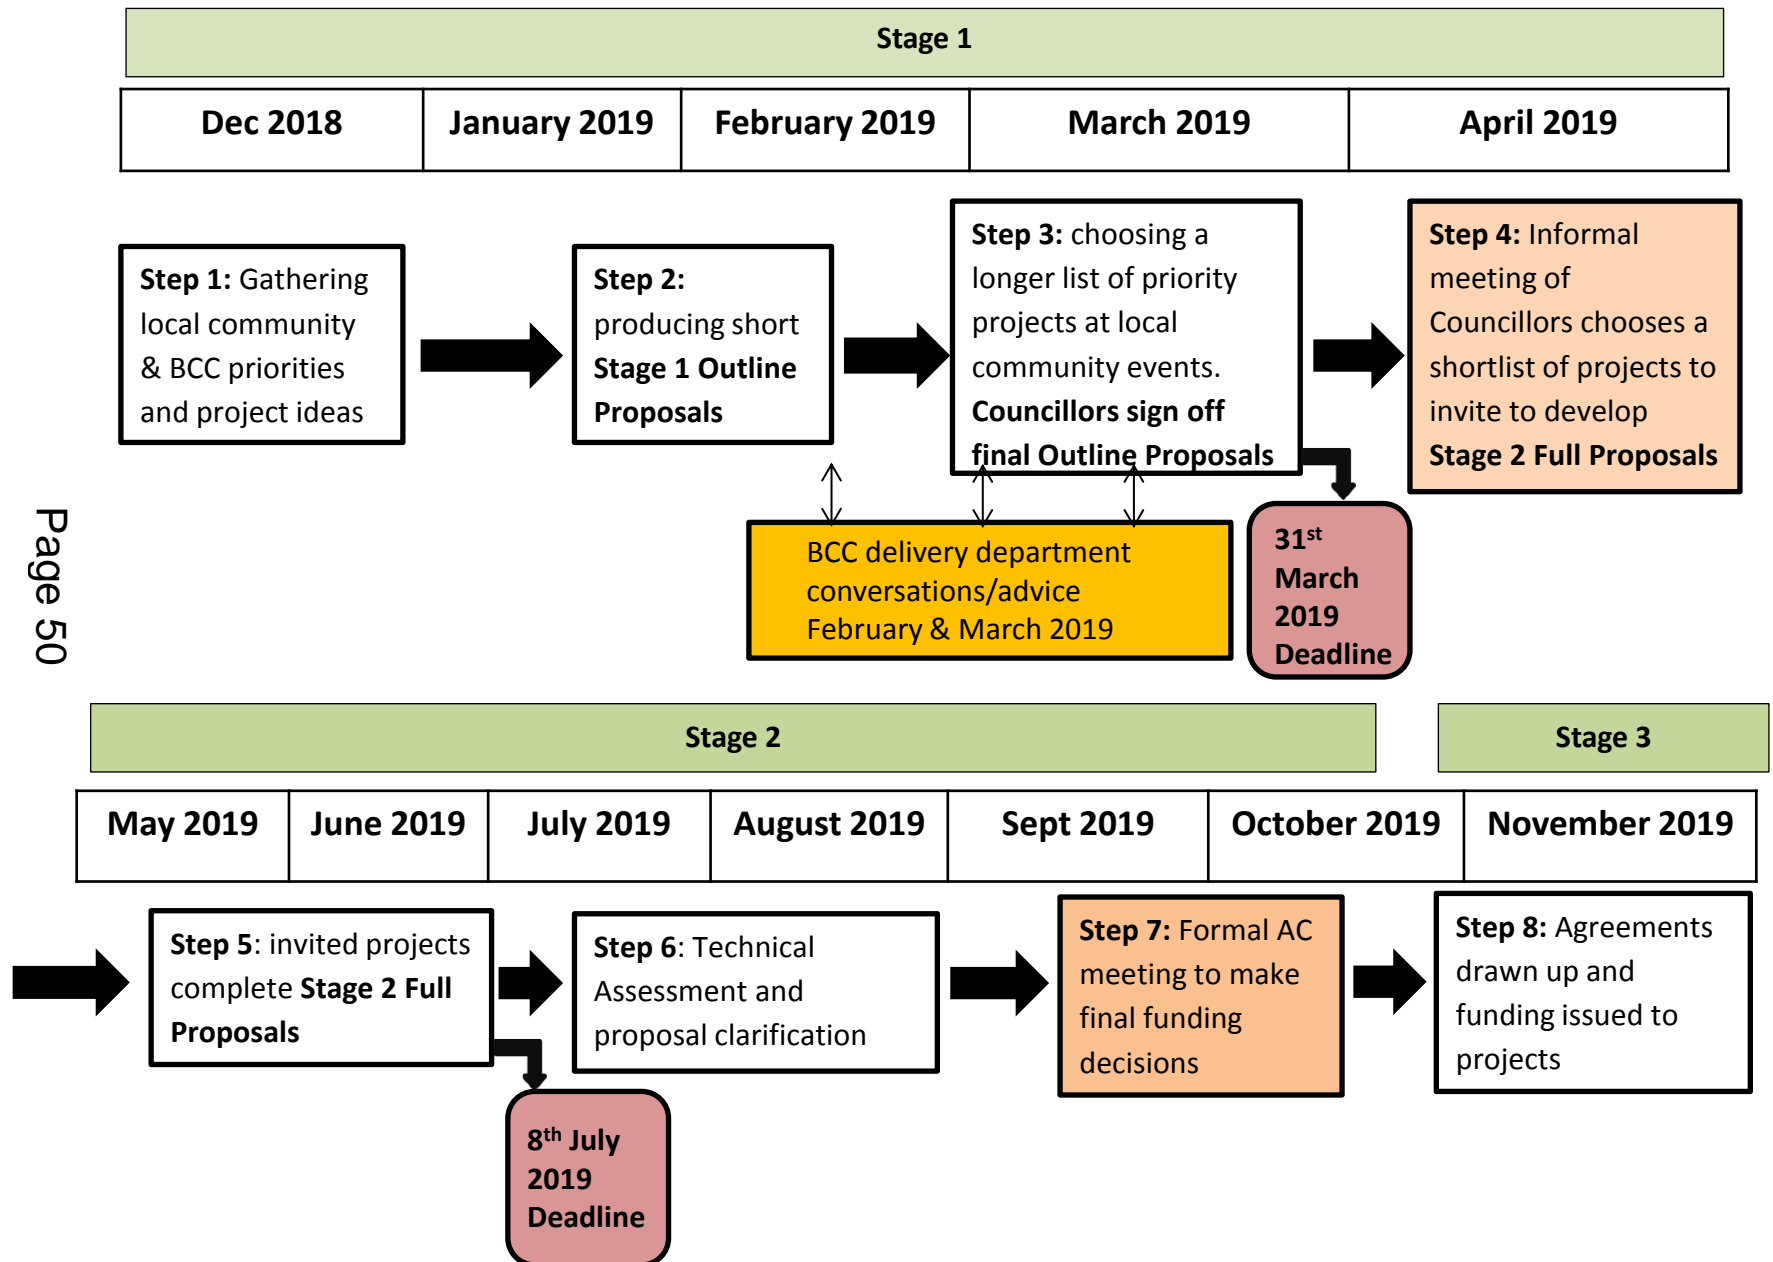 Stage 1
Dec 2018
January 2019
February 2019
March 2019
April 2019
Step 1: Gathering
local community
& BCC priorities
and project ideas
Step 2:
producing short
Stage 1 Outline
Proposals
Step 3: choosing a
longer list of priority
projects at local
community events.
Councillors sign off
final Outline Proposals
Step 4: Informal
meeting of
Councillors chooses a
shortlist of projects to
invite to develop
Stage 2 Full Proposals
BCC delivery department
conversations/advice
February & March 2019
31st
March
2019
Deadline
Page 50
Stage 2
Stage 3
May 2019
June 2019
July 2019
August 2019
Sept 2019
October 2019
November 2019
Step 5: invited projects
complete Stage 2 Full
Proposals
Step 6: Technical
Assessment and
proposal clarification
Step 7: Formal AC
meeting to make
final funding
decisions
Step 8: Agreements
drawn up and
funding issued to
projects
8th July
2019
Deadline